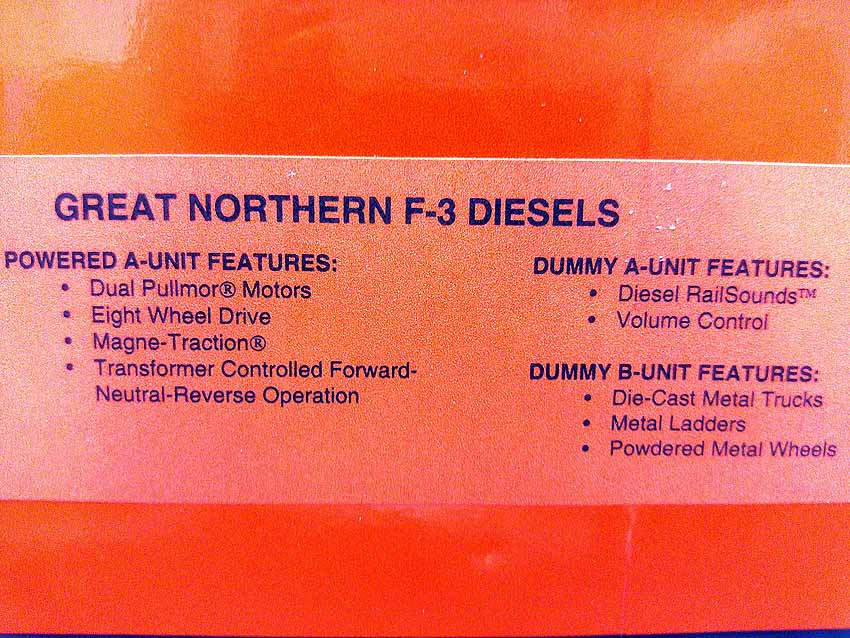 GREAT NORTHERN F-3 DIESELS
POWERED A-UNIT FEATURES:
• Dual Pullmor® Motors
• Eight Wheel Drive
• Magne-Traction®
• Transformer Controlled Forward-
Neutral-Reverse Operation
DUMMY A-UNIT FEATURES:
• Diesel RailSounds™
• Volume Control
DUMMY B-UNIT FEATURES:
• Die-Cast Metal Trucks
• Metal Ladders
• Powdered Metal Wheels